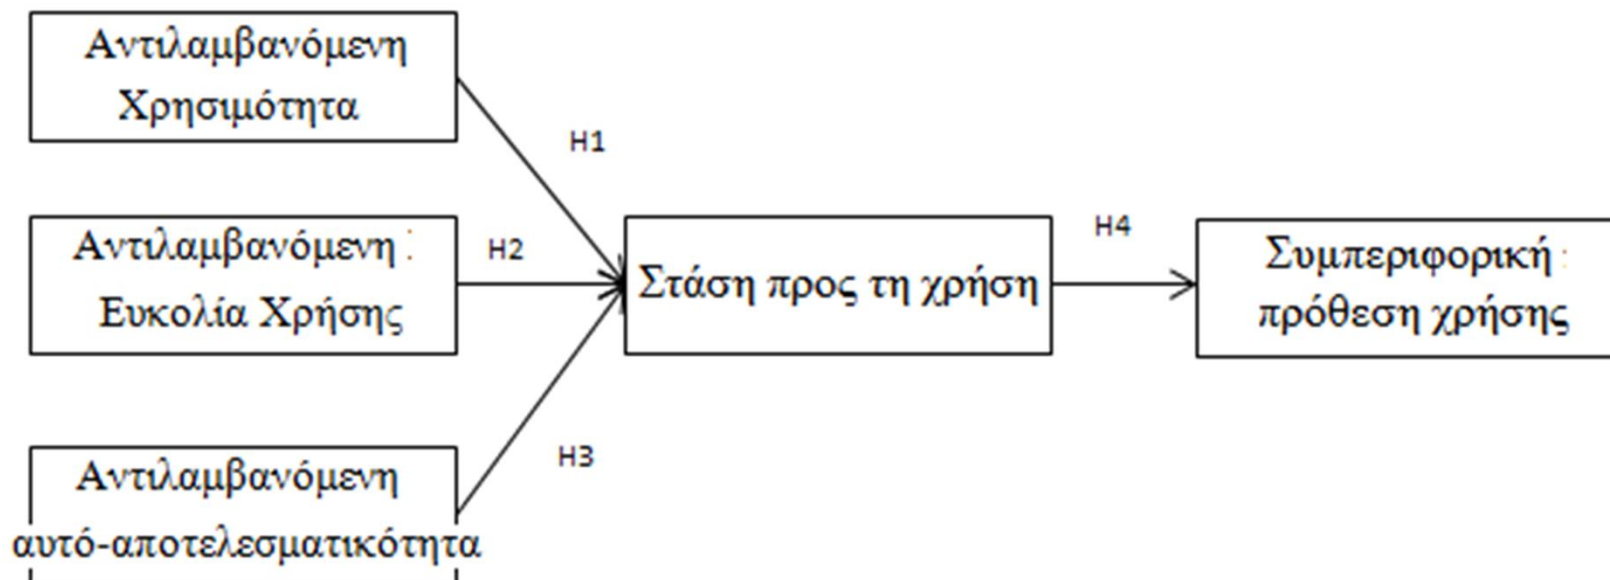 Αντιλαμβανόμενη
Χρησιμότητα
H1
Αντιλαμβανόμενη :
Ευκολία Χρήσης
H2
Στάση προς τη χρήση
H4
Συμπεριφορική :
πρόθεση χρήσης
H3
Αντιλαμβανόμενη
αυτό-αποτελεσματικότητα